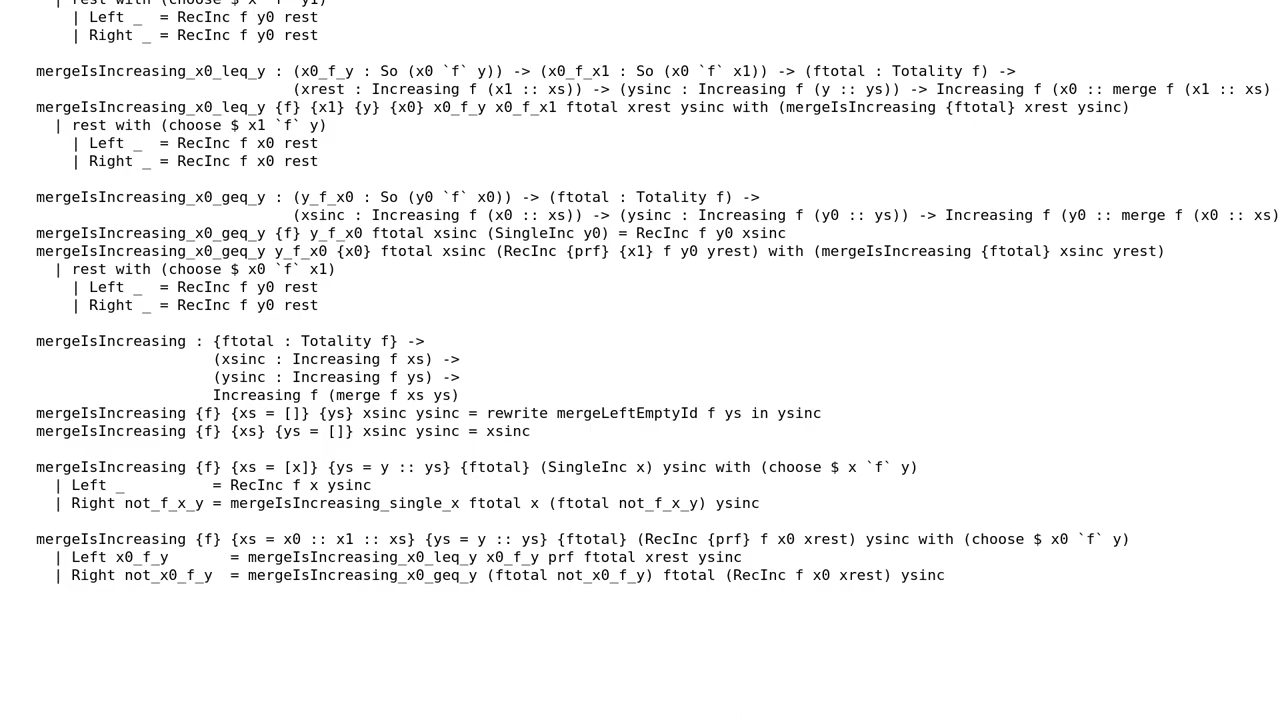 | rest with (choose $ x `f` y1)
| Left _  = RecInc f y0 rest
| Right _ = RecInc f y0 rest
mergeIsIncreasing_x0_leq_y : (x0_f_y : So (x0 `f` y)) -> (x0_f_x1 : So (x0 `f` x1)) -> (ftotal : Totality f) ->
(xrest : Increasing f (x1 :: xs)) -> (ysinc : Increasing f (y :: ys)) -> Increasing f (x0 :: merge f (x1 :: xs)
mergeIsIncreasing_x0_leq_y {f} {x1} {y} {x0} x0_f_y x0_f_x1 ftotal xrest ysinc with (mergeIsIncreasing {ftotal} xrest ysinc)
| rest with (choose $ x1 `f` y)
| Left _  = RecInc f x0 rest
| Right _ = RecInc f x0 rest
mergeIsIncreasing_x0_geq_y : (y_f_x0 : So (y0 `f` x0)) -> (ftotal : Totality f) ->
(xsinc : Increasing f (x0 :: xs)) -> (ysinc : Increasing f (y0 :: ys)) -> Increasing f (y0 :: merge f (x0 :: xs)
mergeIsIncreasing_x0_geq_y {f} y_f_x0 ftotal xsinc (SingleInc y0) = RecInc f y0 xsinc
mergeIsIncreasing_x0_geq_y y_f_x0 {x0} ftotal xsinc (RecInc {prf} {x1} f y0 yrest) with (mergeIsIncreasing {ftotal} xsinc yrest)
| rest with (choose $ x0 `f` x1)
| Left _  = RecInc f y0 rest
| Right _ = RecInc f y0 rest
mergeIsIncreasing : {ftotal : Totality f} ->
(xsinc : Increasing f xs) ->
(ysinc : Increasing f ys) ->
Increasing f (merge f xs ys)
mergeIsIncreasing {f} {xs = []} {ys} xsinc ysinc = rewrite mergeLeftEmptyId f ys in ysinc
mergeIsIncreasing {f} {xs} {ys = []} xsinc ysinc = xsinc
mergeIsIncreasing {f} {xs = [x]} {ys = y :: ys} {ftotal} (SingleInc x) ysinc with (choose $ x `f` y)
| Left _          = RecInc f x ysinc
| Right not_f_x_y = mergeIsIncreasing_single_x ftotal x (ftotal not_f_x_y) ysinc
mergeIsIncreasing {f} {xs = x0 :: x1 :: xs} {ys = y :: ys} {ftotal} (RecInc {prf} f x0 xrest) ysinc with (choose $ x0 `f` y)
| Left x0_f_y       = mergeIsIncreasing_x0_leq_y x0_f_y prf ftotal xrest ysinc
| Right not_x0_f_y  = mergeIsIncreasing_x0_geq_y (ftotal not_x0_f_y) ftotal (RecInc f x0 xrest) ysinc